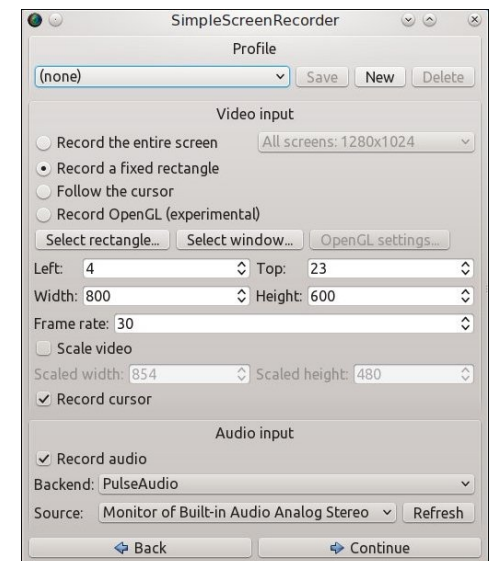 SimpleScreenRecorder
Profile
(none) Save New Delete
Video input
Record the entire screen All screens: 1280x1024
Record a fixed rectangle
Follow the cursor
Record OpenGL (experimental)
Select rectangle... Select window... OpenGL settings...
Left: 4 Top: 23
Width: 800 Height: 600
Frame rate: 30
Scale video
Scaled width: 854 Scaled height: 480
Record cursor
Audio input
Record audio
Backend: PulseAudio
Source: Monitor of Built-in Audio Analog Stereo Refresh
Back Continue